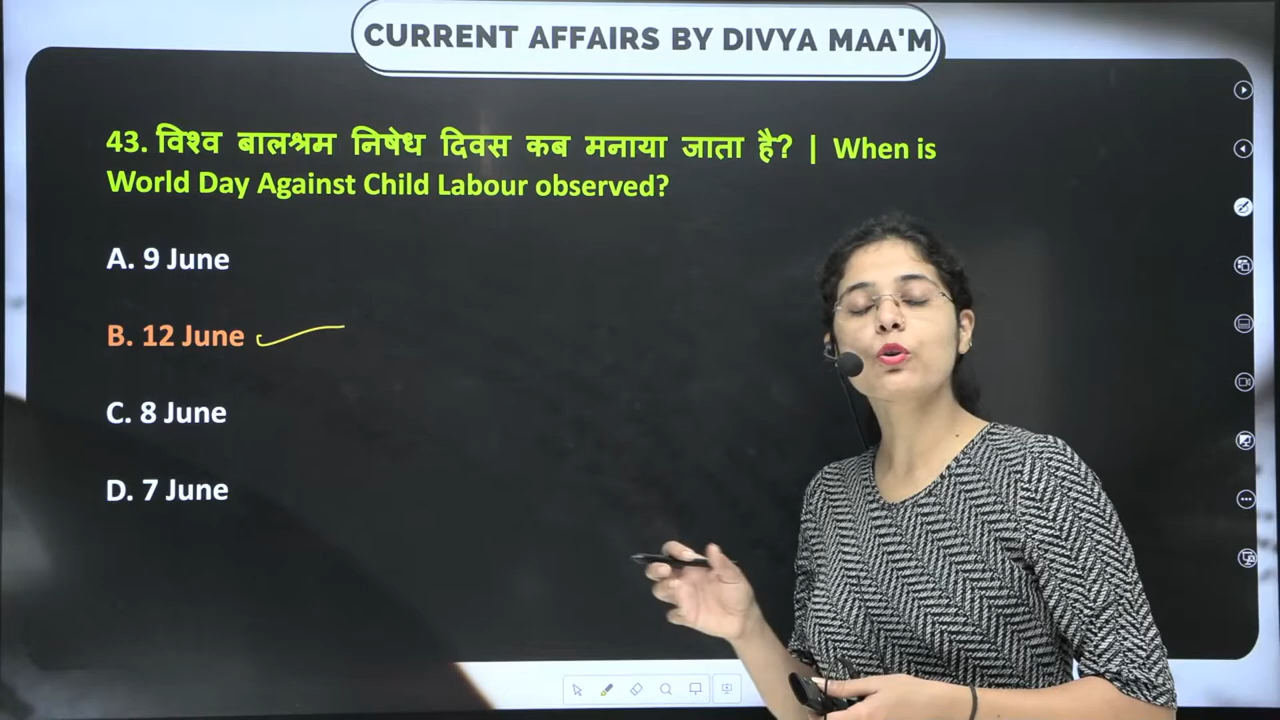 CURRENT AFFAIRS BY DIVYA MAA'M
43. विश्व बालश्रम निषेध दिवस कब मनाया जाता है? | When is
World Day Against Child Labour observed?
A. 9 June
B. 12 June
C. 8 June
D. 7 June